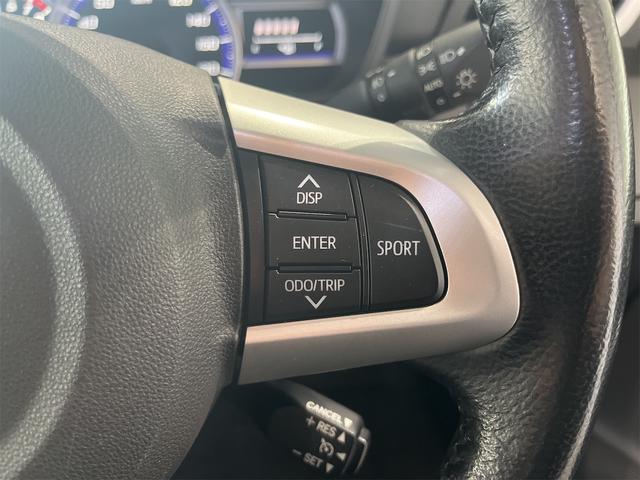 DISP
ENTER
SPORT
ODO/TRIP
AUTO
CANCEL
+ RES
− SET